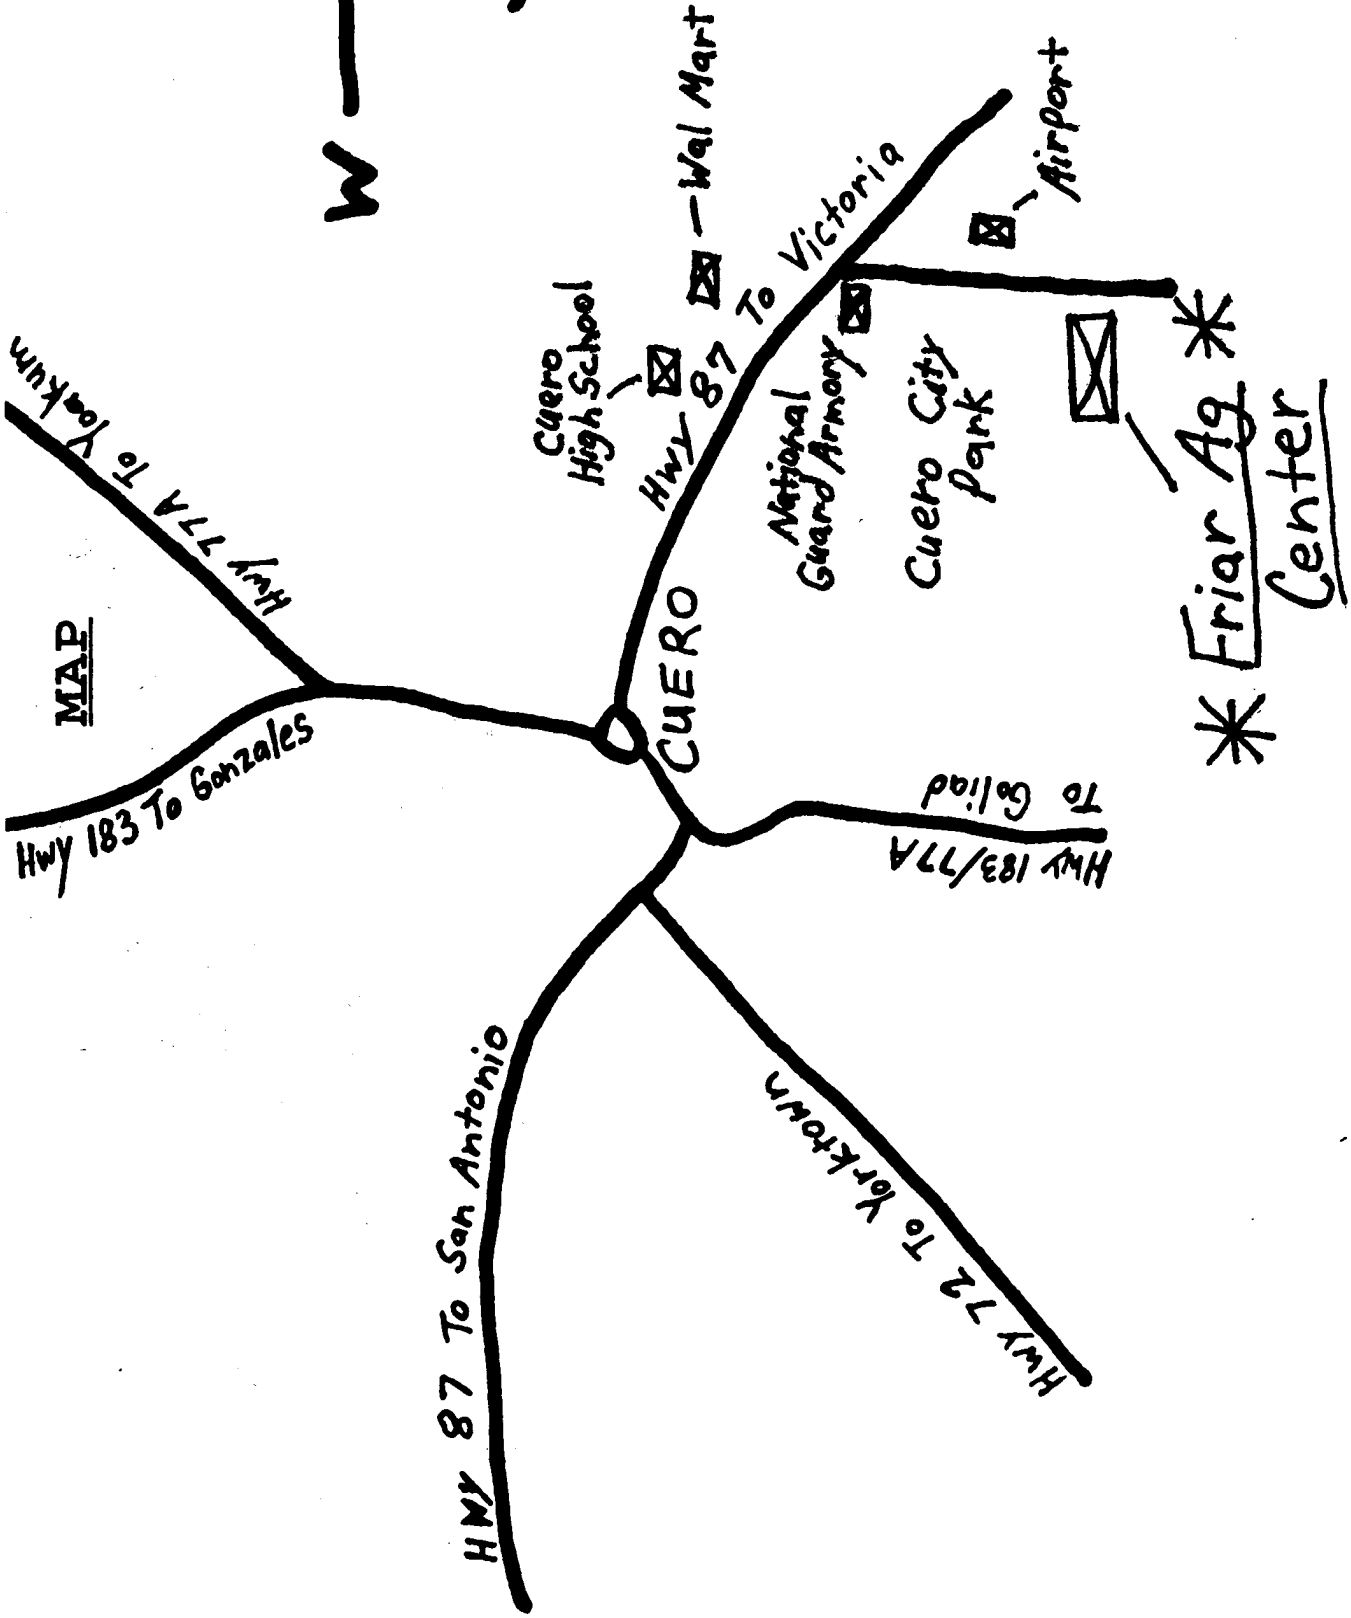 MAP
W
Hwy 183 To Gonzales
Hwy 77A To Yoakum
Cuero
High School
Wal Mart
Hwy 87 To Victoria
CUERO
National
Guard Armory
Airport
Cuero City
Park
* Friar Ag *
Center
To Goliad
Hwy 183/77A
HWY 87 To San Antonio
Hwy 72 To Yorktown